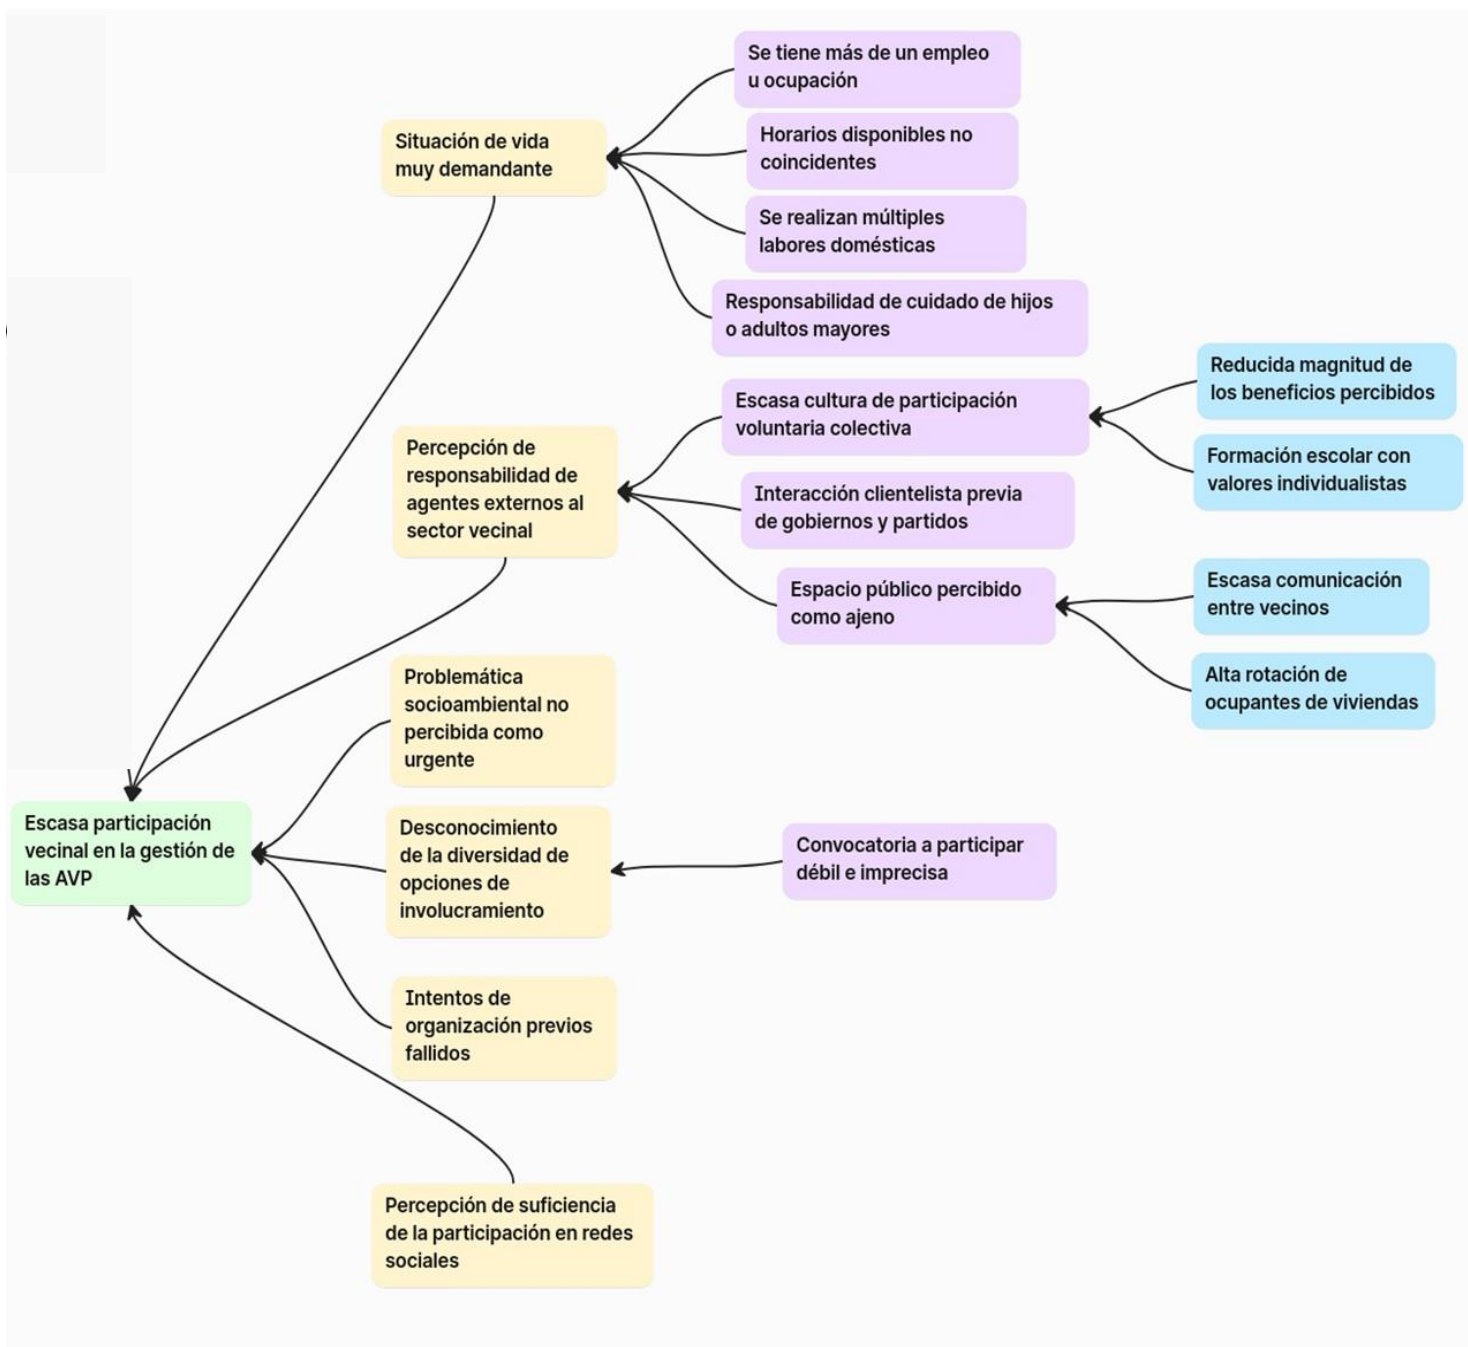 Se tiene más de un empleo
u ocupación
Situación de vida
muy demandante
Horarios disponibles no
coincidentes
Se realizan múltiples
labores domésticas
Responsabilidad de cuidado de hijos
o adultos mayores
Percepción de
responsabilidad de
agentes externos al
sector vecinal
Escasa cultura de participación
voluntaria colectiva
Reducida magnitud de
los beneficios percibidos
Formación escolar con
valores individualistas
Interacción clientelista previa
de gobiernos y partidos
Espacio público percibido
como ajeno
Escasa comunicación
entre vecinos
Alta rotación de
ocupantes de viviendas
Problemática
socioambiental no
percibida como
urgente
Escasa participación
vecinal en la gestión de
las AVP
Desconocimiento
de la diversidad de
opciones de
involucramiento
Convocatoria a participar
débil e imprecisa
Intentos de
organización previos
fallidos
Percepción de suficiencia
de la participación en redes
sociales